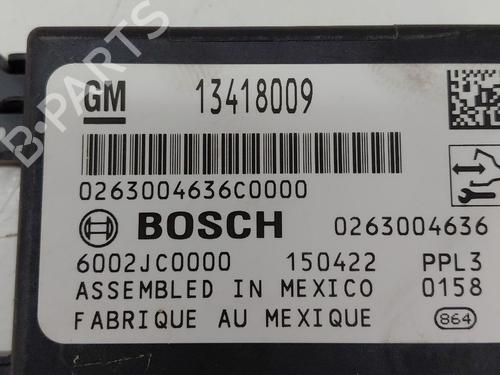 B-PARTS
GM 13418009
0263004636C0000
BOSCH 0263004636
6002JC0000 150422 PPL3
ASSEMBLED IN MEXICO 0158
FABRIQUE AU MEXIQUE 864